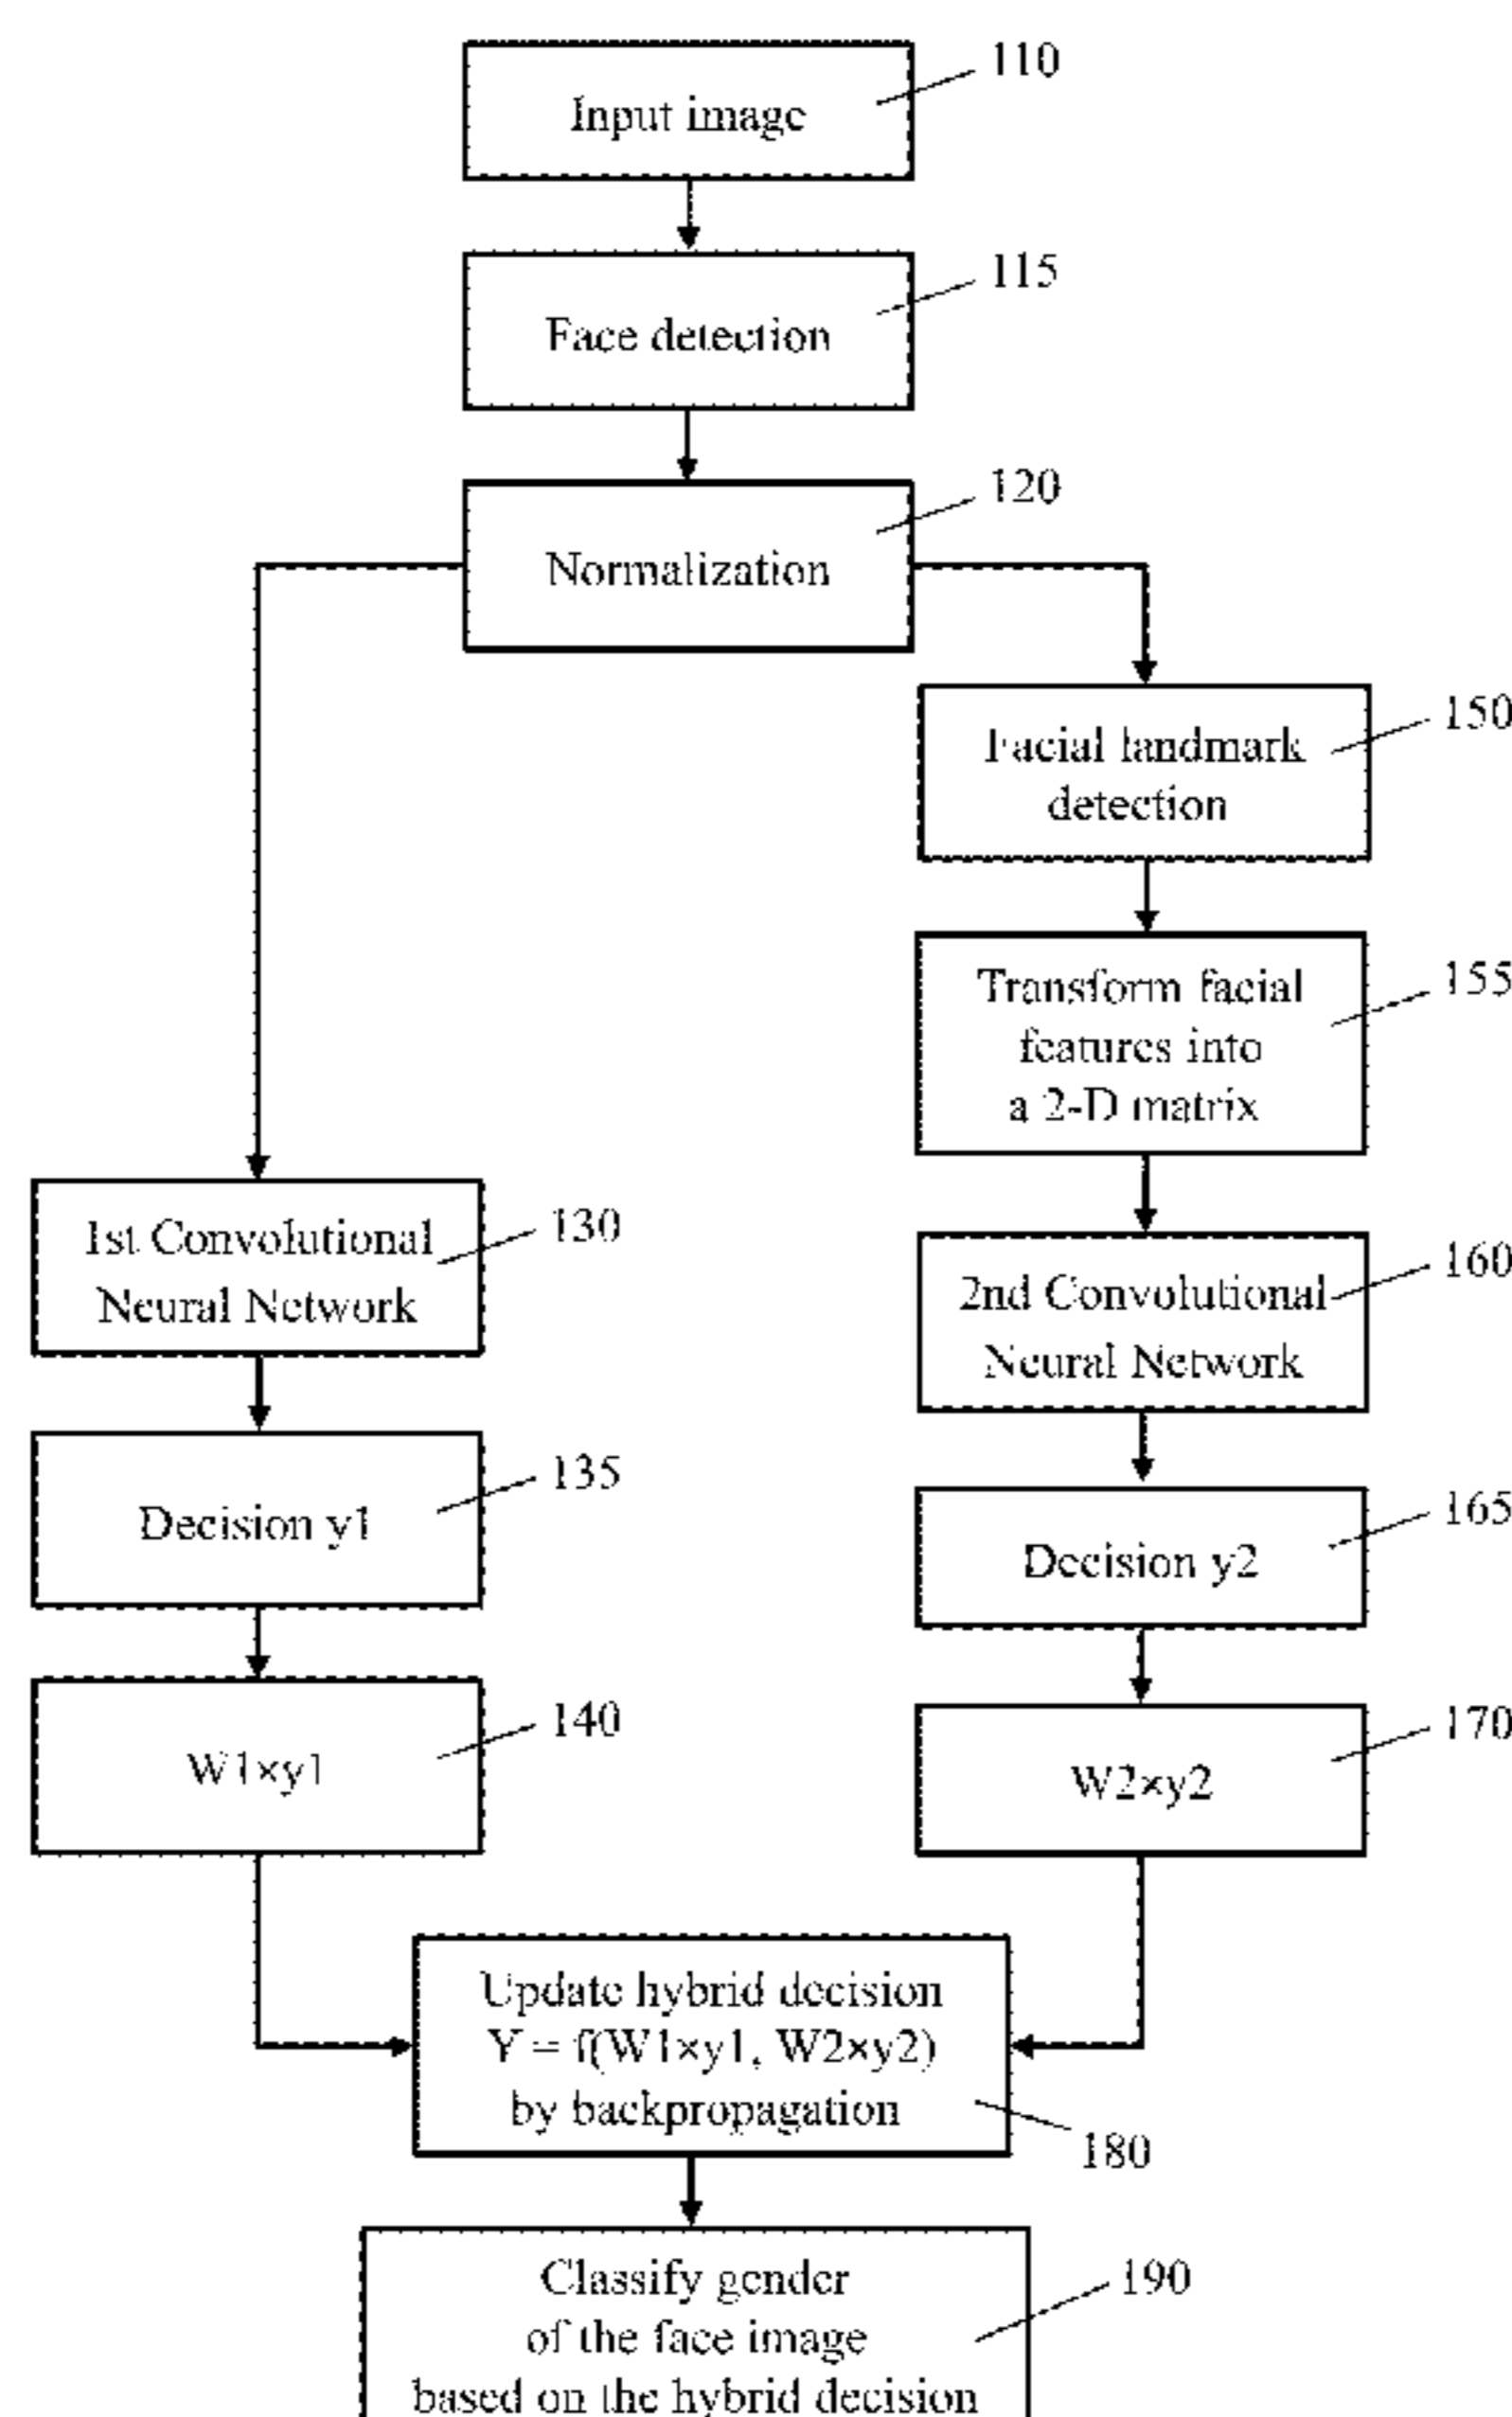 Input image
110
Face detection
115
Normalization
120
Facial landmark
detection
150
Transform facial
features into
a 2-D matrix
155
1st Convolutional
Neural Network
130
2nd Convolutional
Neural Network
160
Decision y1
135
Decision y2
165
W1×y1
140
W2×y2
170
Update hybrid decision
Y = f(W1×y1, W2×y2)
by backpropagation
180
Classify gender
of the face image
based on the hybrid decision
190